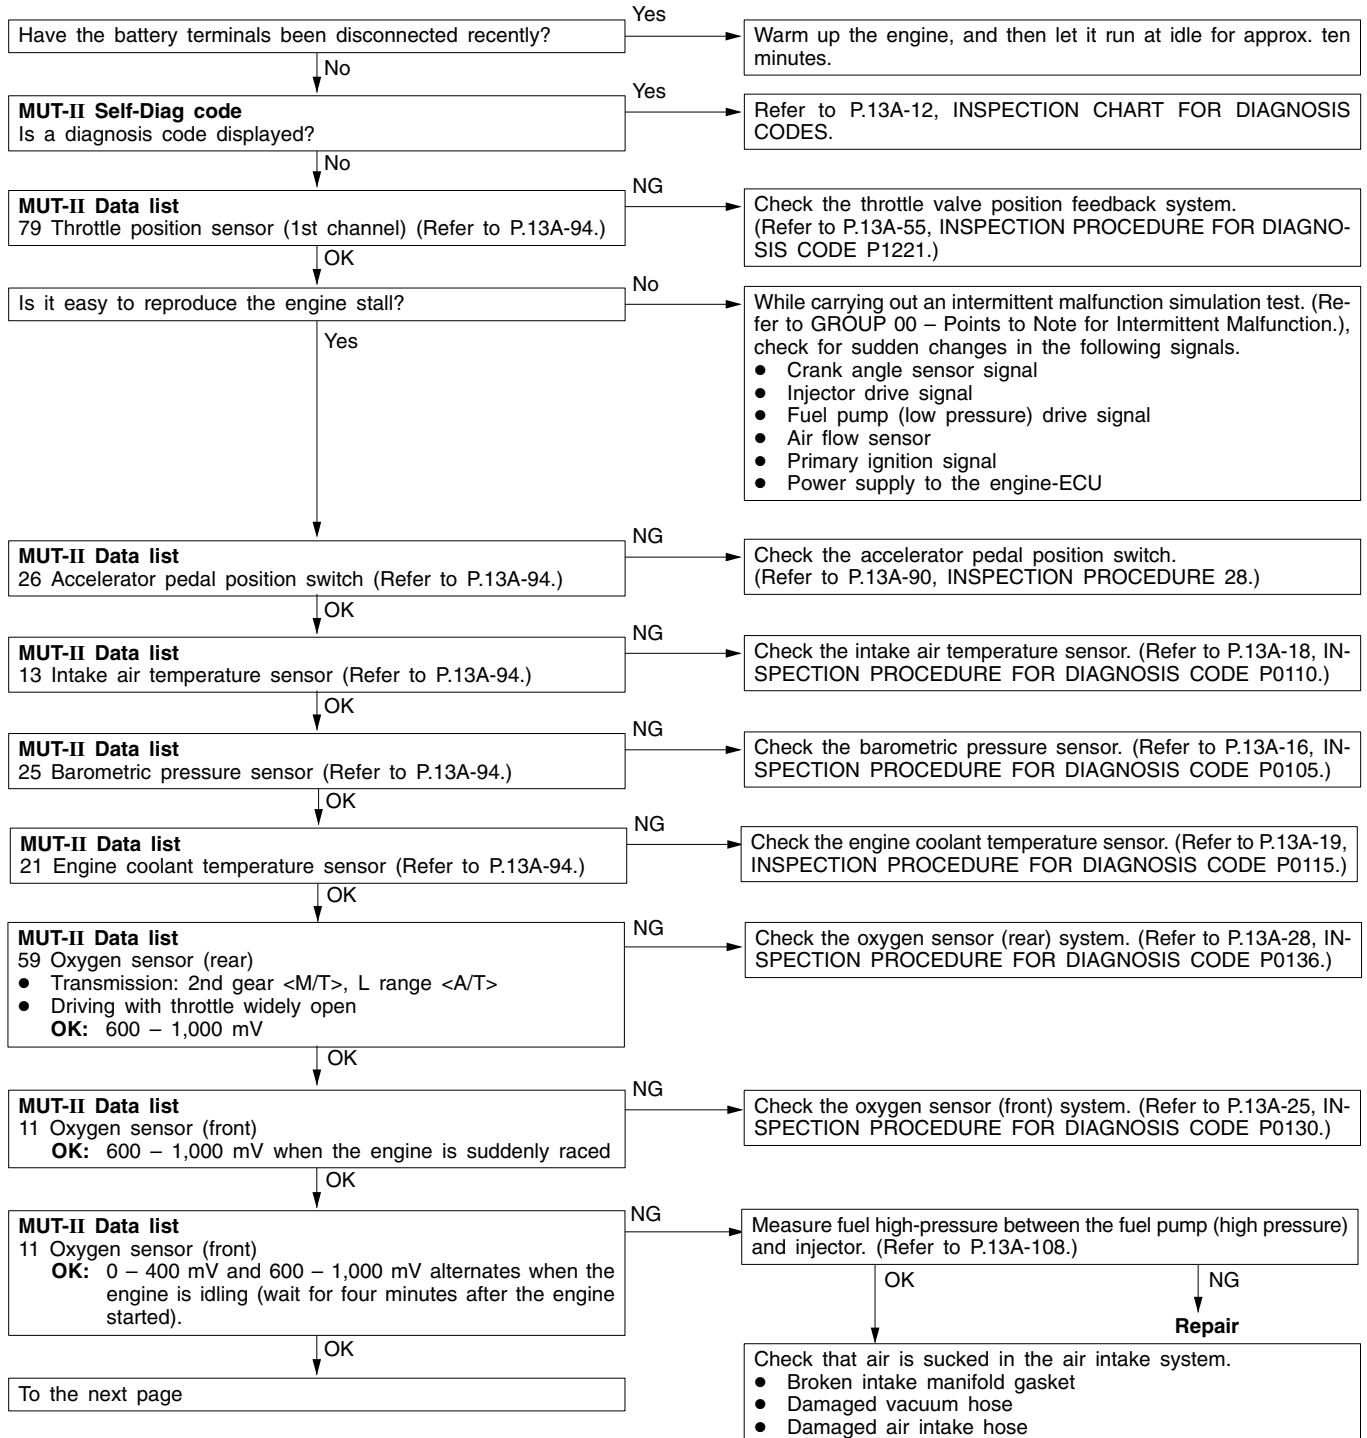 Have the battery terminals been disconnected recently?
Yes
Warm up the engine, and then let it run at idle for approx. ten
minutes.
No
MUT-II Self-Diag code
Is a diagnosis code displayed?
Yes
Refer to P.13A-12, INSPECTION CHART FOR DIAGNOSIS
CODES.
No
MUT-II Data list
79 Throttle position sensor (1st channel) (Refer to P.13A-94.)
NG
Check the throttle valve position feedback system.
(Refer to P.13A-55, INSPECTION PROCEDURE FOR DIAGNO-
SIS CODE P1221.)
OK
Is it easy to reproduce the engine stall?
No
While carrying out an intermittent malfunction simulation test. (Re-
fer to GROUP 00 – Points to Note for Intermittent Malfunction.),
check for sudden changes in the following signals.
● Crank angle sensor signal
● Injector drive signal
● Fuel pump (low pressure) drive signal
● Air flow sensor
● Primary ignition signal
● Power supply to the engine-ECU
Yes
MUT-II Data list
26 Accelerator pedal position switch (Refer to P.13A-94.)
NG
Check the accelerator pedal position switch.
(Refer to P.13A-90, INSPECTION PROCEDURE 28.)
OK
MUT-II Data list
13 Intake air temperature sensor (Refer to P.13A-94.)
NG
Check the intake air temperature sensor. (Refer to P.13A-18, IN-
SPECTION PROCEDURE FOR DIAGNOSIS CODE P0110.)
OK
MUT-II Data list
25 Barometric pressure sensor (Refer to P.13A-94.)
NG
Check the barometric pressure sensor. (Refer to P.13A-16, IN-
SPECTION PROCEDURE FOR DIAGNOSIS CODE P0105.)
OK
MUT-II Data list
21 Engine coolant temperature sensor (Refer to P.13A-94.)
NG
Check the engine coolant temperature sensor. (Refer to P.13A-19,
INSPECTION PROCEDURE FOR DIAGNOSIS CODE P0115.)
OK
MUT-II Data list
59 Oxygen sensor (rear)
● Transmission: 2nd gear <M/T>, L range <A/T>
● Driving with throttle widely open
OK: 600 – 1,000 mV
NG
Check the oxygen sensor (rear) system. (Refer to P.13A-28, IN-
SPECTION PROCEDURE FOR DIAGNOSIS CODE P0136.)
OK
MUT-II Data list
11 Oxygen sensor (front)
OK: 600 – 1,000 mV when the engine is suddenly raced
NG
Check the oxygen sensor (front) system. (Refer to P.13A-25, IN-
SPECTION PROCEDURE FOR DIAGNOSIS CODE P0130.)
OK
MUT-II Data list
11 Oxygen sensor (front)
OK: 0 – 400 mV and 600 – 1,000 mV alternates when the
engine is idling (wait for four minutes after the engine
started).
NG
Measure fuel high-pressure between the fuel pump (high pressure)
and injector. (Refer to P.13A-108.)
OK
NG
Repair
OK
To the next page
Check that air is sucked in the air intake system.
● Broken intake manifold gasket
● Damaged vacuum hose
● Damaged air intake hose